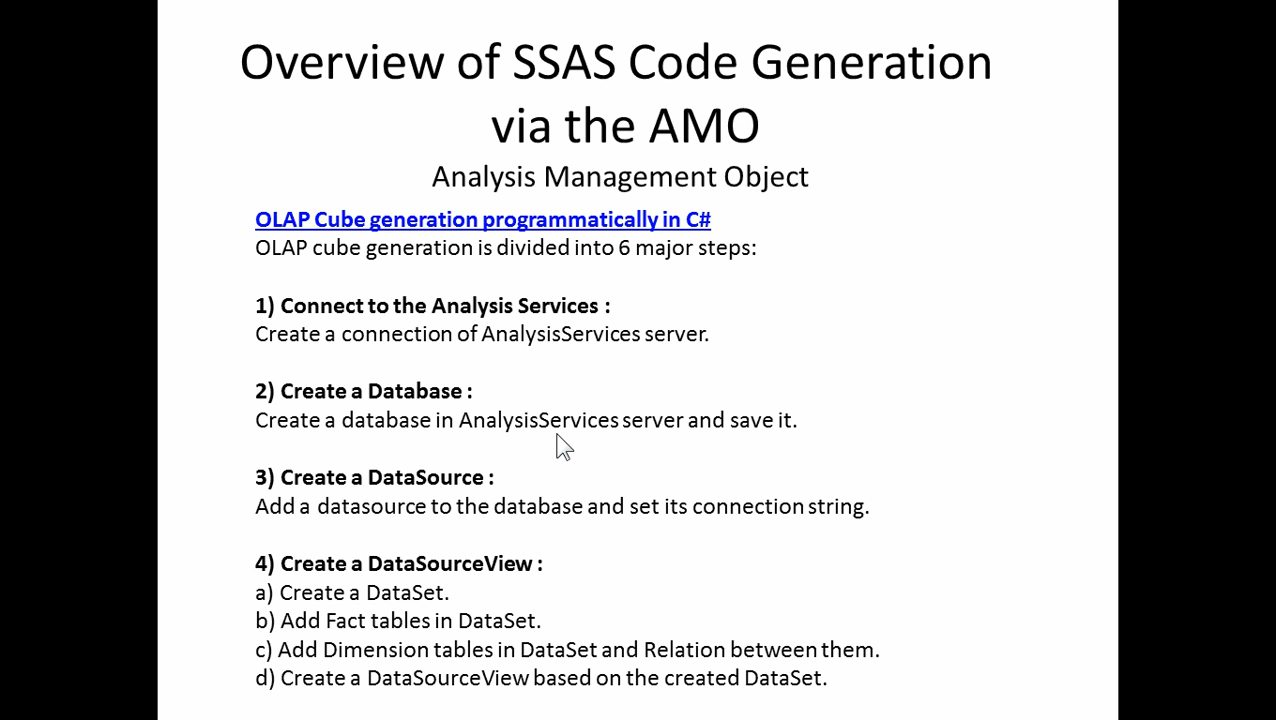 Overview of SSAS Code Generation
via the AMO
Analysis Management Object
OLAP Cube generation programmatically in C#
OLAP cube generation is divided into 6 major steps:
1) Connect to the Analysis Services :
Create a connection of AnalysisServices server.
2) Create a Database :
Create a database in AnalysisServices server and save it.
3) Create a DataSource :
Add a datasource to the database and set its connection string.
4) Create a DataSourceView :
a) Create a DataSet.
b) Add Fact tables in DataSet.
c) Add Dimension tables in DataSet and Relation between them.
d) Create a DataSourceView based on the created DataSet.